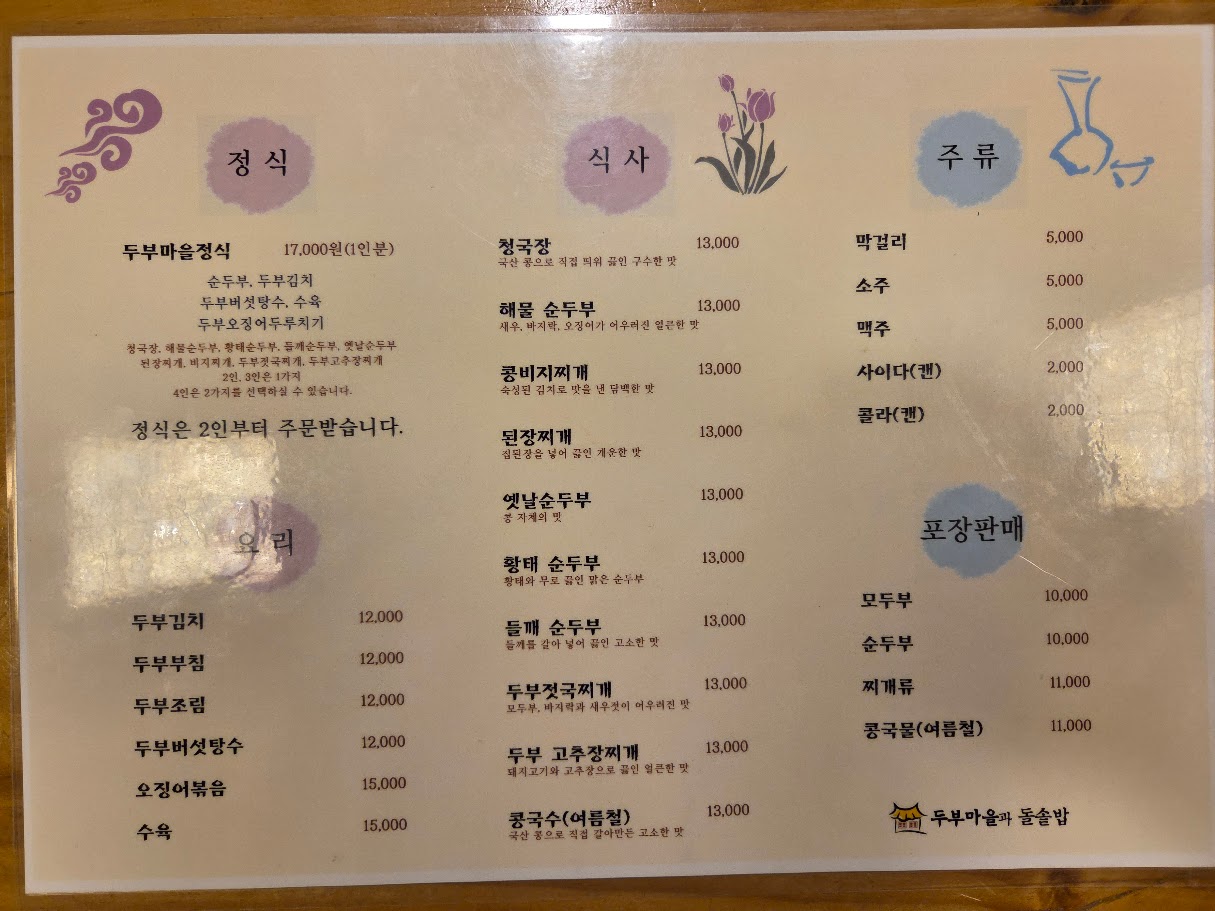 정식
두부마을정식 17,000원(1인분)
순두부, 두부김치
두부버섯탕수, 수육
두부오징어두루치기
청국장, 해물순두부, 황태순두부, 들깨순두부, 옛날순두부
된장찌개, 비지찌개, 두부젓국찌개, 두부고추장찌개
2인, 3인은 1가지
4인은 2가지를 선택하실 수 있습니다.
정식은 2인부터 주문받습니다.
요리
두부김치 12,000
두부부침 12,000
두부조림 12,000
두부버섯탕수 12,000
오징어볶음 15,000
수육 15,000
식사
청국장 13,000
국산 콩으로 직접 띄워 끓인 구수한 맛
해물 순두부 13,000
새우, 바지락, 오징어가 어우러진 얼큰한 맛
콩비지찌개 13,000
숙성된 김치로 맛을 낸 담백한 맛
된장찌개 13,000
집된장을 넣어 끓인 개운한 맛
옛날순두부 13,000
콩 자체의 맛
황태 순두부 13,000
황태와 무로 끓인 맑은 순두부
들깨 순두부 13,000
들깨를 갈아 넣어 끓인 고소한 맛
두부젓국찌개 13,000
모두부, 바지락과 새우젓이 어우러진 맛
두부 고추장찌개 13,000
돼지고기와 고추장으로 끓인 얼큰한 맛
콩국수(여름철) 13,000
국산 콩으로 직접 갈아만든 고소한 맛
주류
막걸리 5,000
소주 5,000
맥주 5,000
사이다(캔) 2,000
콜라(캔) 2,000
포장판매
모두부 10,000
순두부 10,000
찌개류 11,000
콩국물(여름철) 11,000
두부마을과 돌솥밥